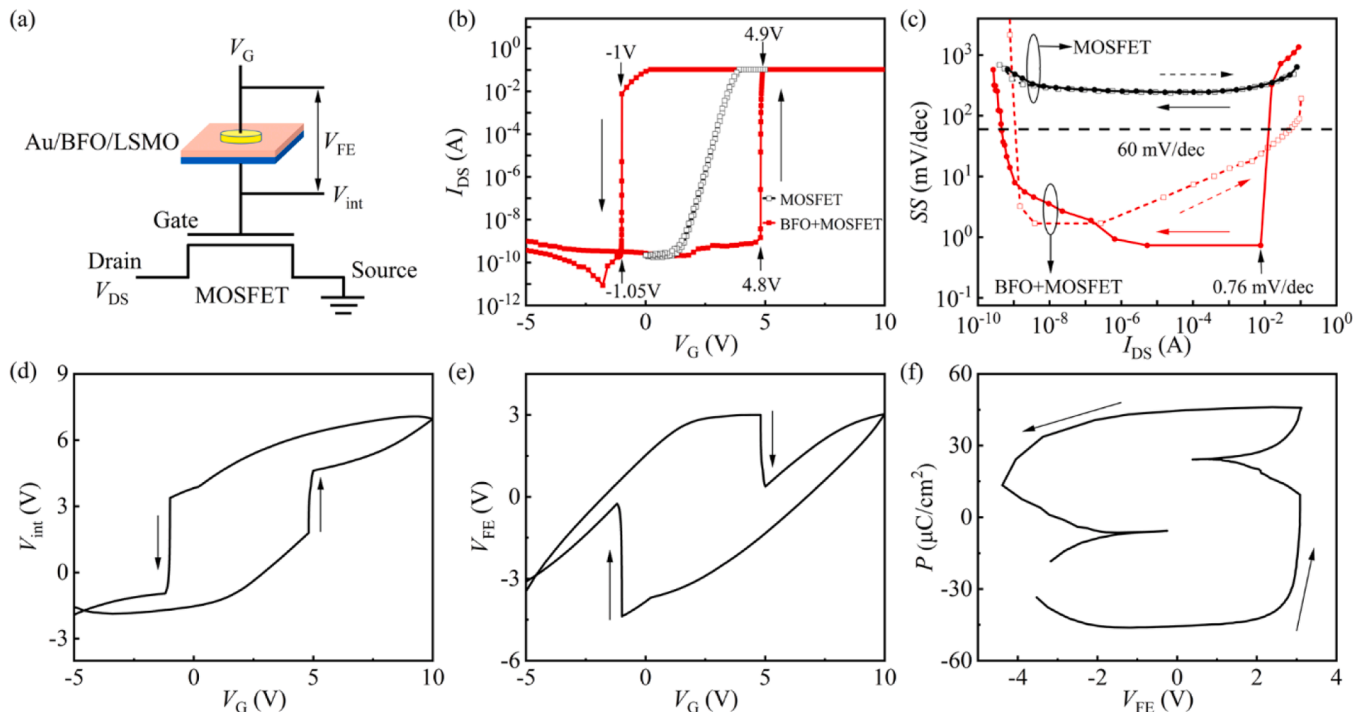 (a)
V_G
Au/BFO/LSMO
V_FE
V_int
Gate
Drain
V_DS
MOSFET
Source
(b)
I_DS (A)
10^0
10^-2
10^-4
10^-6
10^-8
10^-10
10^-12
-1V
4.9V
MOSFET
BFO+MOSFET
-1.05V
4.8V
-5
0
5
10
V_G (V)
(c)
SS (mV/dec)
10^3
10^2
10^1
10^0
10^-1
MOSFET
60 mV/dec
BFO+MOSFET
0.76 mV/dec
10^-10
10^-8
10^-6
10^-4
10^-2
10^0
I_DS (A)
(d)
V_int (V)
9
6
3
0
-3
-5
0
5
10
V_G (V)
(e)
V_FE (V)
6
3
0
-3
-6
-5
0
5
10
V_G (V)
(f)
P (μC/cm^2)
60
30
0
-30
-60
-4
-2
0
2
4
V_FE (V)